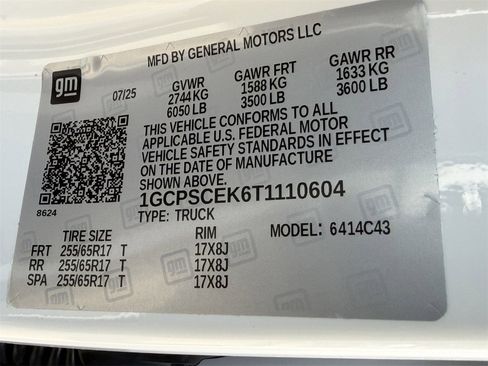 MFD BY GENERAL MOTORS LLC
gm
07/25
GVWR GAWR FRT GAWR RR
2744 KG 1588 KG 1633 KG
6050 LB 3500 LB 3600 LB
THIS VEHICLE CONFORMS TO ALL
APPLICABLE U.S. FEDERAL MOTOR
VEHICLE SAFETY STANDARDS IN EFFECT
ON THE DATE OF MANUFACTURE
SHOWN ABOVE.
1GCPSCEK6T1110604
8624
TYPE: TRUCK
TIRE SIZE RIM MODEL: 6414C43
FRT 255/65R17 T 17X8J
RR 255/65R17 T 17X8J
SPA 255/65R17 T 17X8J